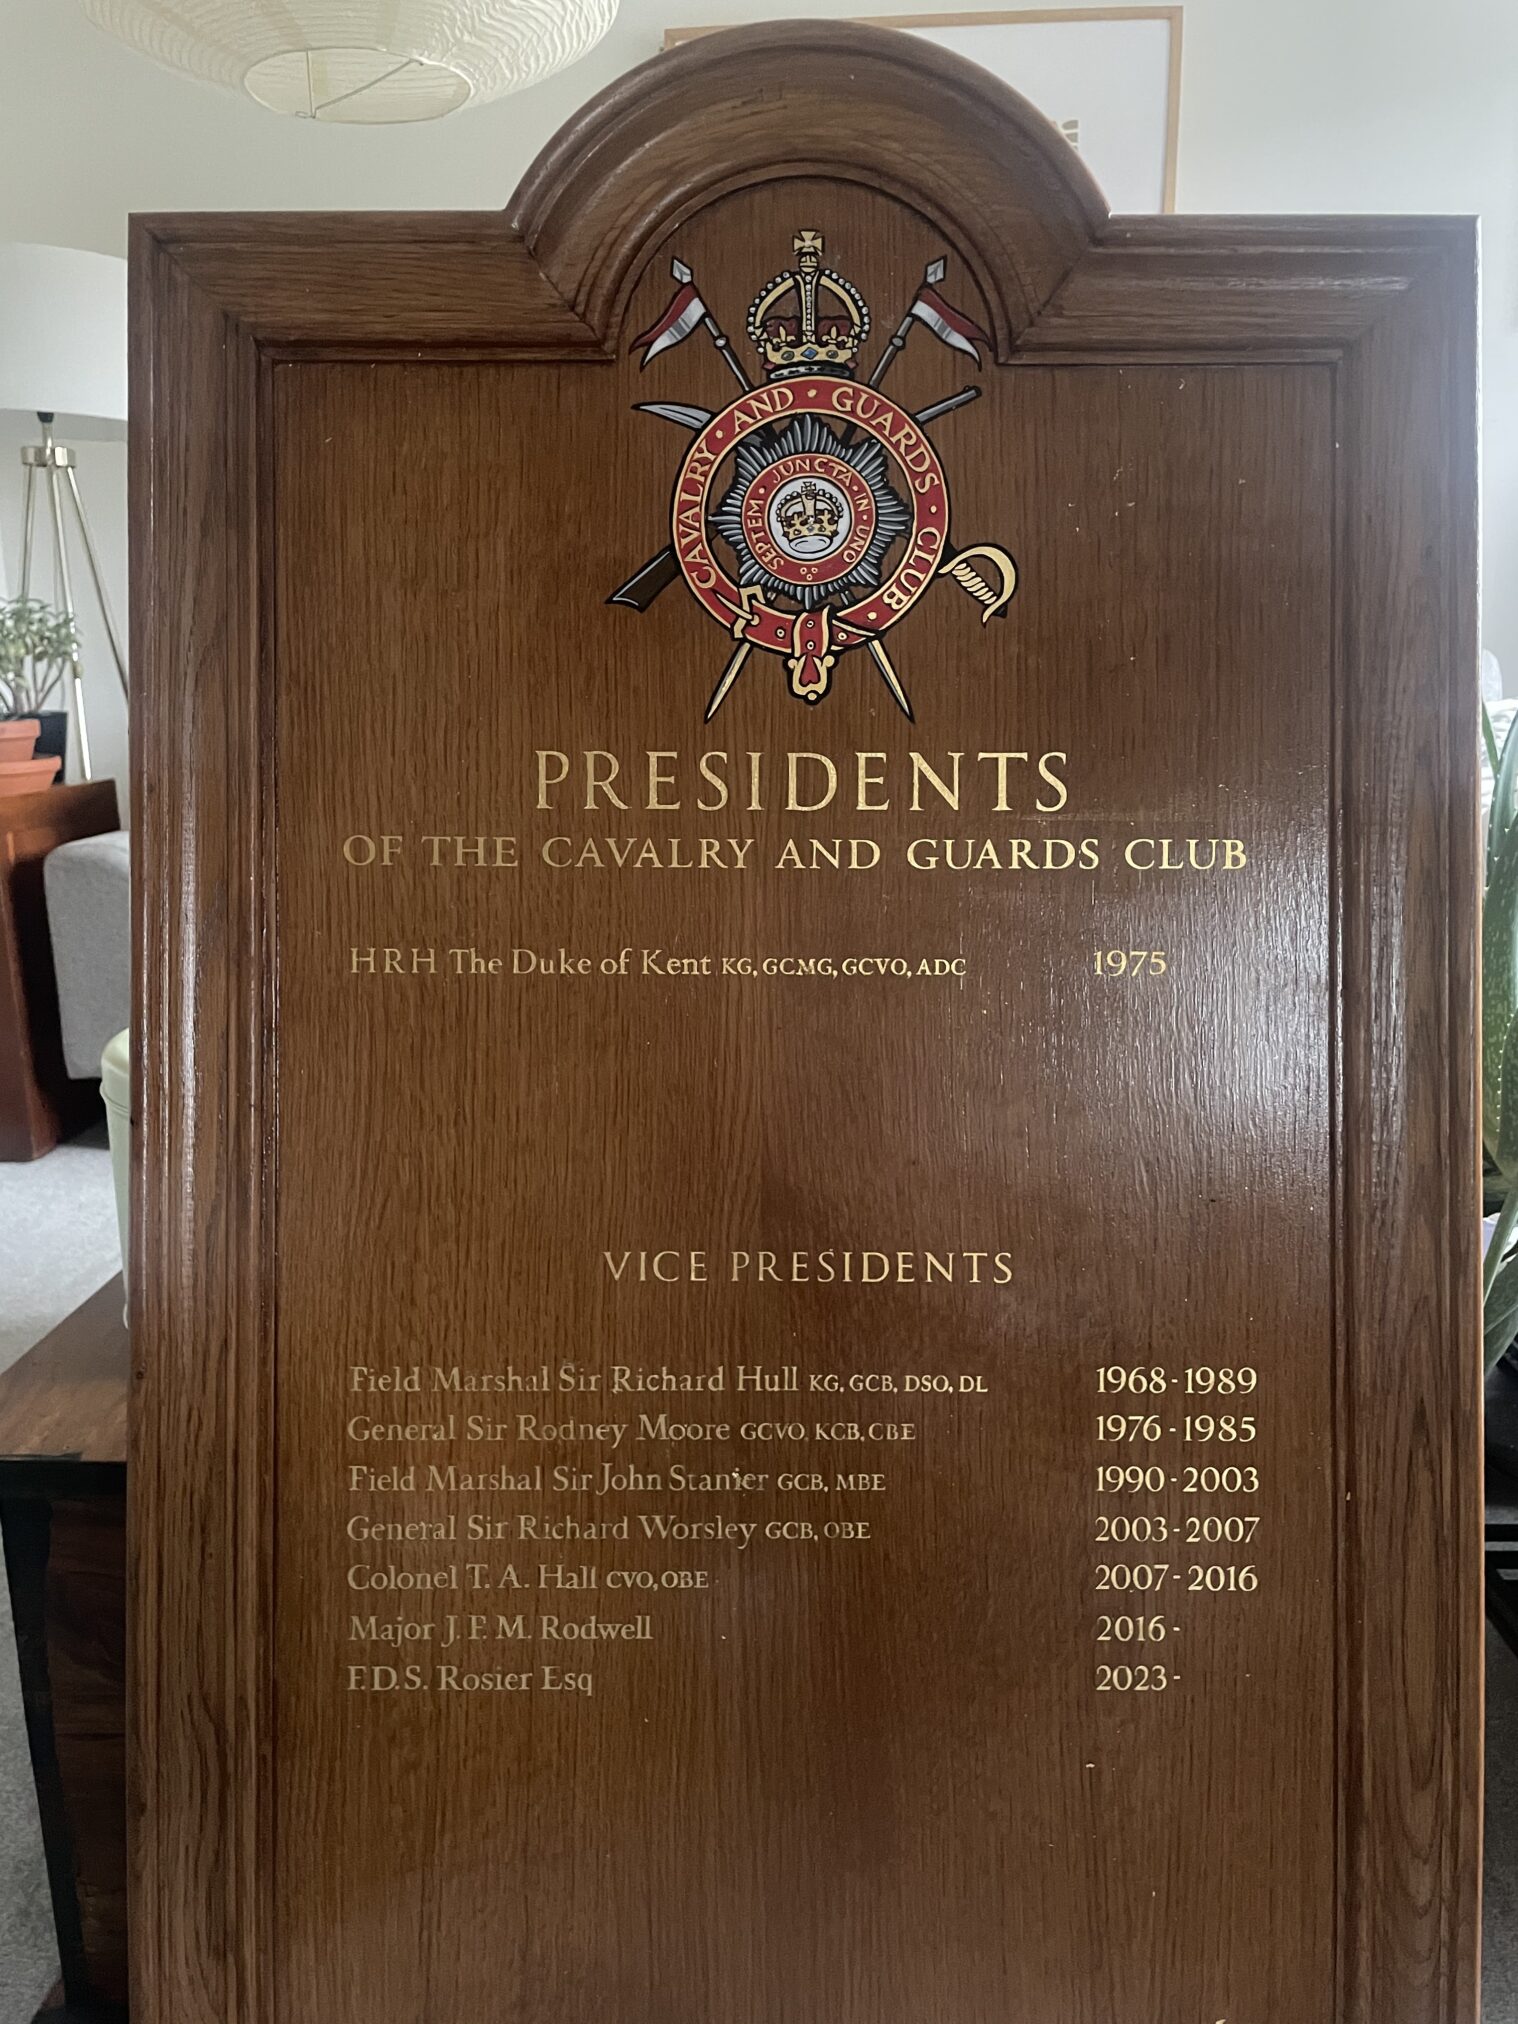 CAVALRY · AND · GUARDS · CLUB ·
SEPTEM · JUNCTA · IN · UNO
PRESIDENTS
OF THE CAVALRY AND GUARDS CLUB
HRH The Duke of Kent KG, GCMG, GCVO, ADC 1975
VICE PRESIDENTS
Field Marshal Sir Richard Hull KG, GCB, DSO, DL 1968-1989
General Sir Rodney Moore GCVO, KCB, CBE 1976-1985
Field Marshal Sir John Stanier GCB, MBE 1990-2003
General Sir Richard Worsley GCB, OBE 2003-2007
Colonel T. A. Hall CVO, OBE 2007-2016
Major J. F. M. Rodwell 2016-
F.D.S. Rosier Esq 2023-